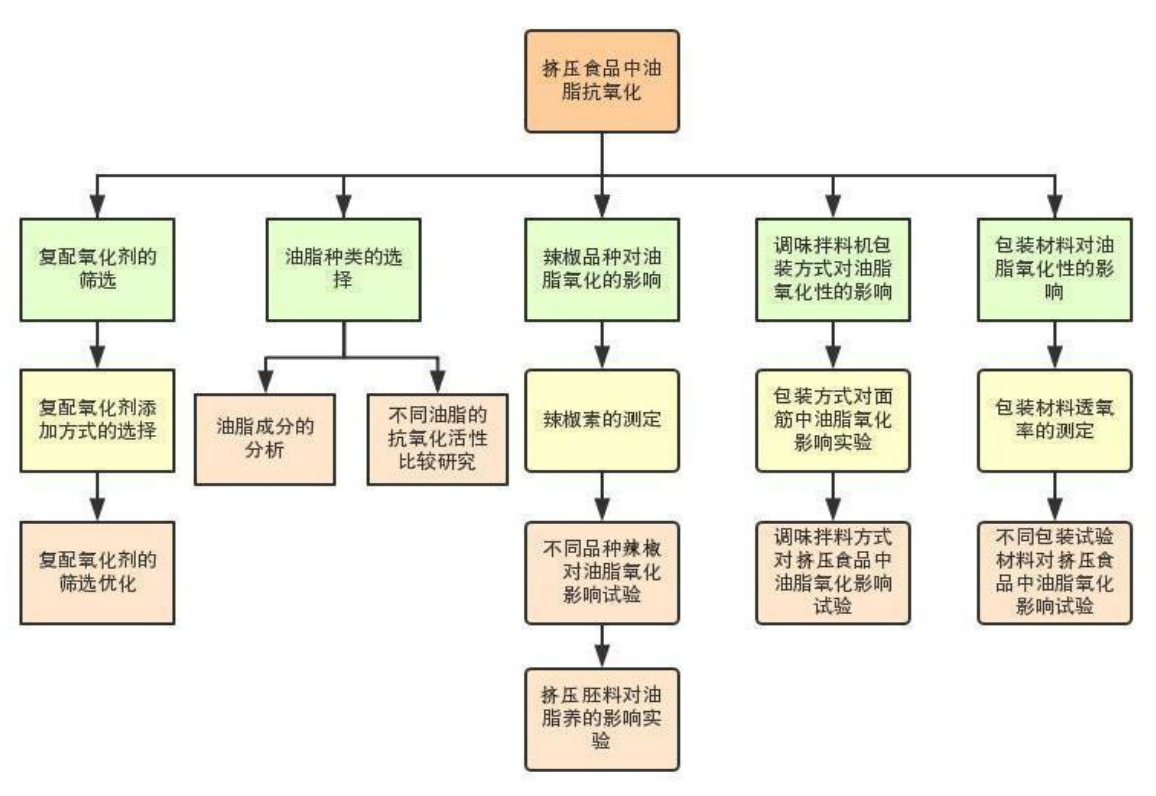 挤压食品中油
脂抗氧化
复配氧化剂的
筛选
油脂种类的选
择
辣椒品种对油
脂氧化的影响
调味拌料机包
装方式对油脂
氧化性的影响
包装材料对油
脂氧化性的影
响
复配氧化剂添
加方式的选择
油脂成分的
分析
不同油脂的
抗氧化活性
比较研究
辣椒素的测定
包装方式对面
筋中油脂氧化
影响实验
包装材料透氧
率的测定
复配氧化剂的
筛选优化
不同品种辣椒
对油脂氧化
影响试验
调味拌料方式
对挤压食品中
油脂氧化影响
试验
不同包装试验
材料对挤压食
品中油脂氧化
影响试验
挤压胚料对油
脂养的影响实
验